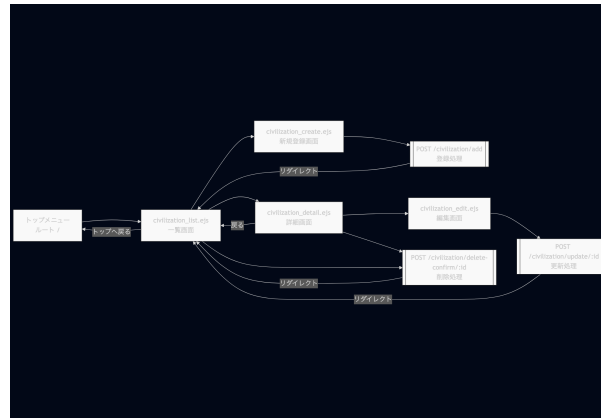 civilization_create.ejs
新規登録画面
POST /civilization/add
登録処理
リダイレクト
トップメニュー
ルート /
トップへ戻る
civilization_list.ejs
一覧画面
戻る
civilization_detail.ejs
詳細画面
civilization_edit.ejs
編集画面
POST /civilization/delete-
confirm/:id
削除処理
リダイレクト
POST
/civilization/update/:id
更新処理
リダイレクト